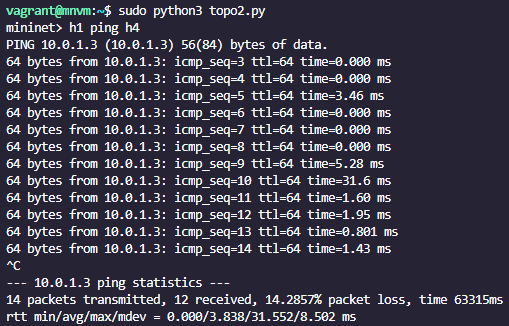 vagrant@mnvm:~$ sudo python3 topo2.py
mininet> h1 ping h4
PING 10.0.1.3 (10.0.1.3) 56(84) bytes of data.
64 bytes from 10.0.1.3: icmp_seq=3 ttl=64 time=0.000 ms
64 bytes from 10.0.1.3: icmp_seq=4 ttl=64 time=0.000 ms
64 bytes from 10.0.1.3: icmp_seq=5 ttl=64 time=3.46 ms
64 bytes from 10.0.1.3: icmp_seq=6 ttl=64 time=0.000 ms
64 bytes from 10.0.1.3: icmp_seq=7 ttl=64 time=0.000 ms
64 bytes from 10.0.1.3: icmp_seq=8 ttl=64 time=0.000 ms
64 bytes from 10.0.1.3: icmp_seq=9 ttl=64 time=5.28 ms
64 bytes from 10.0.1.3: icmp_seq=10 ttl=64 time=31.6 ms
64 bytes from 10.0.1.3: icmp_seq=11 ttl=64 time=1.60 ms
64 bytes from 10.0.1.3: icmp_seq=12 ttl=64 time=1.95 ms
64 bytes from 10.0.1.3: icmp_seq=13 ttl=64 time=0.801 ms
64 bytes from 10.0.1.3: icmp_seq=14 ttl=64 time=1.43 ms
^C
--- 10.0.1.3 ping statistics ---
14 packets transmitted, 12 received, 14.2857% packet loss, time 63315ms
rtt min/avg/max/mdev = 0.000/3.838/31.552/8.502 ms